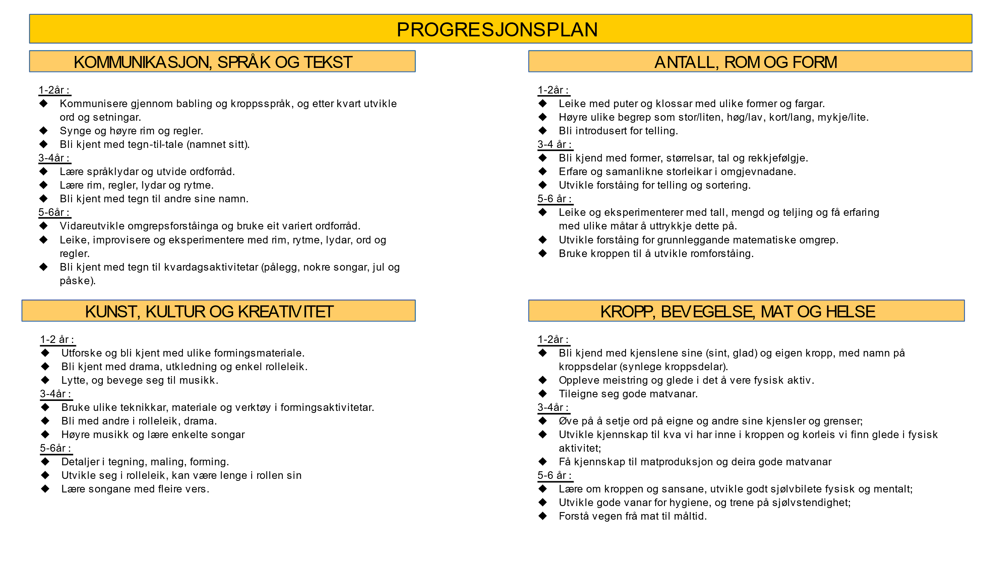 PROGRESJONSPLAN
KOMMUNIKASJON, SPRÅK OG TEKST
1-2år :
◆ Kommunisere gjennom babling og kroppsspråk, og etter kvart utvikle
ord og setningar.
◆ Synge og høyre rim og regler.
◆ Bli kjent med tegn-til-tale (namnet sitt).
3-4år :
◆ Lære språklydar og utvide ordforråd.
◆ Lære rim, regler, lydar og rytme.
◆ Bli kjent med tegn til andre sine namn.
5-6år :
◆ Vidareutvikle omgrepsforståinga og bruke eit variert ordforråd.
◆ Leike, improvisere og eksperimentere med rim, rytme, lydar, ord og
regler.
◆ Bli kjent med tegn til kvardagsaktivitetar (pålegg, nokre songar, jul og
påske).
ANTALL, ROM OG FORM
1-2år :
◆ Leike med puter og klossar med ulike former og fargar.
◆ Høyre ulike begrep som stor/liten, høg/lav, kort/lang, mykje/lite.
◆ Bli introdusert for telling.
3-4 år :
◆ Bli kjend med former, størrelsar, tal og rekkjefølgje.
◆ Erfare og samanlikne storleikar i omgjevnadane.
◆ Utvikle forståing for telling og sortering.
5-6 år :
◆ Leike og eksperimenterer med tall, mengd og teljing og få erfaring
med ulike måtar å uttrykkje dette på.
◆ Utvikle forståing for grunnleggande matematiske omgrep.
◆ Bruke kroppen til å utvikle romforståing.
KUNST, KULTUR OG KREATIVITET
1-2 år :
◆ Utforske og bli kjent med ulike formingsmateriale.
◆ Bli kjent med drama, utkledning og enkel rolleleik.
◆ Lytte, og bevege seg til musikk.
3-4år :
◆ Bruke ulike teknikkar, materiale og verktøy i formingsaktivitetar.
◆ Bli med andre i rolleleik, drama.
◆ Høyre musikk og lære enkelte songar
5-6år :
◆ Detaljer i tegning, maling, forming.
◆ Utvikle seg i rolleleik, kan være lenge i rollen sin
◆ Lære songane med fleire vers.
KROPP, BEVEGELSE, MAT OG HELSE
1-2år :
◆ Bli kjend med kjenslene sine (sint, glad) og eigen kropp, med namn på
kroppsdelar (synlege kroppsdelar).
◆ Oppleve meistring og glede i det å vere fysisk aktiv.
◆ Tileigne seg gode matvanar.
3-4år :
◆ Øve på å setje ord på eigne og andre sine kjensler og grenser;
◆ Utvikle kjennskap til kva vi har inne i kroppen og korleis vi finn glede i fysisk
aktivitet;
◆ Få kjennskap til matproduksjon og deira gode matvanar
5-6 år :
◆ Lære om kroppen og sansane, utvikle godt sjølvbilete fysisk og mentalt;
◆ Utvikle gode vanar for hygiene, og trene på sjølvstendighet;
◆ Forstå vegen frå mat til måltid.